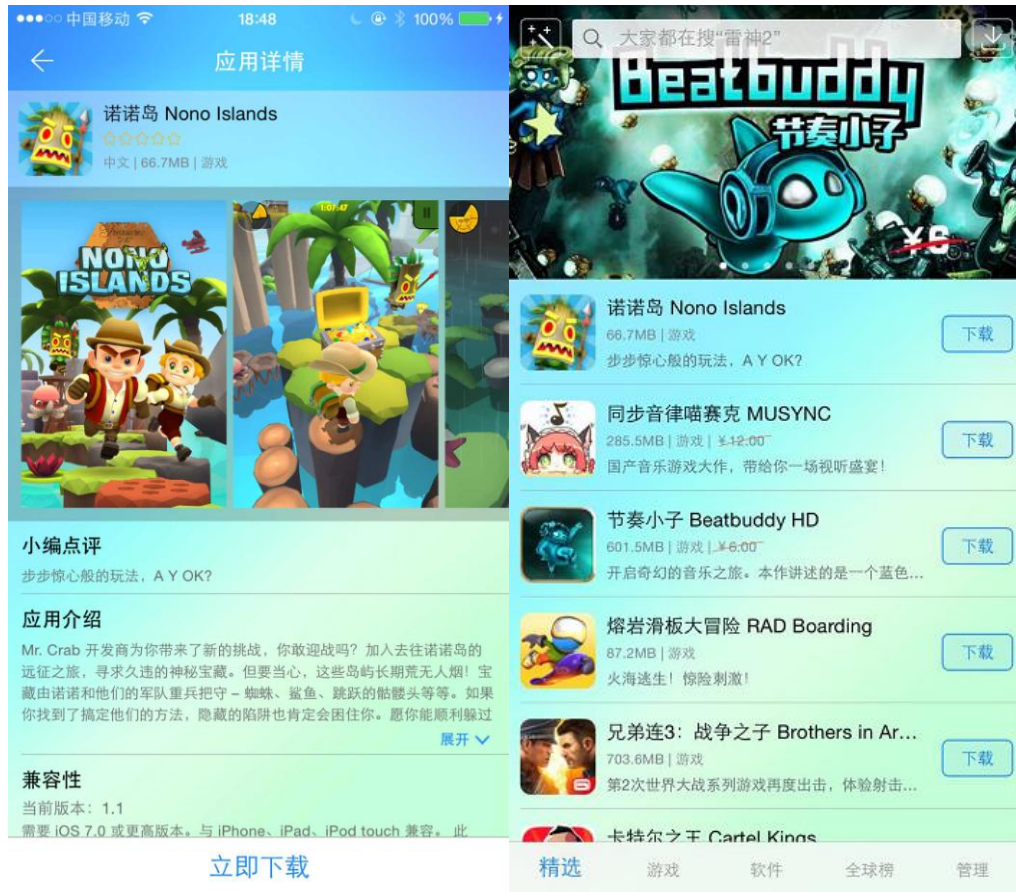 中国移动
18:48
100%
应用详情
诺诺岛 Nono Islands
中文 | 66.7MB | 游戏
NONO
ISLANDS
1:07:47
小编点评
步步惊心般的玩法，A Y OK?
应用介绍
Mr. Crab 开发商为你带来了新的挑战，你敢迎战吗？加入去往诺诺岛的
远征之旅，寻求久违的神秘宝藏。但要当心，这些岛屿长期荒无人烟！宝
藏由诺诺和他们的军队重兵把守 – 蜘蛛、鲨鱼、跳跃的骷髅头等等。如果
你找到了搞定他们的方法，隐藏的陷阱也肯定会困住你。愿你能顺利躲过
展开
兼容性
当前版本：1.1
需要 iOS 7.0 或更高版本。与 iPhone、iPad、iPod touch 兼容。 此
立即下载
大家都在搜“雷神2”
Beatbuddy
节奏小子
¥6
诺诺岛 Nono Islands
66.7MB | 游戏
下载
步步惊心般的玩法，A Y OK?
同步音律喵赛克 MUSYNC
285.5MB | 游戏 | ¥ 12.00
下载
国产音乐游戏大作，带给你一场视听盛宴！
节奏小子 Beatbuddy HD
601.5MB | 游戏 | ¥ 6.00
下载
开启奇幻的音乐之旅。本作讲述的是一个蓝色...
熔岩滑板大冒险 RAD Boarding
87.2MB | 游戏
下载
火海逃生！惊险刺激！
兄弟连3：战争之子 Brothers in Ar...
703.6MB | 游戏
下载
第2次世界大战系列游戏再度出击，体验射击...
卡特尔之王 Cartel Kings
精选
游戏
软件
全球榜
管理